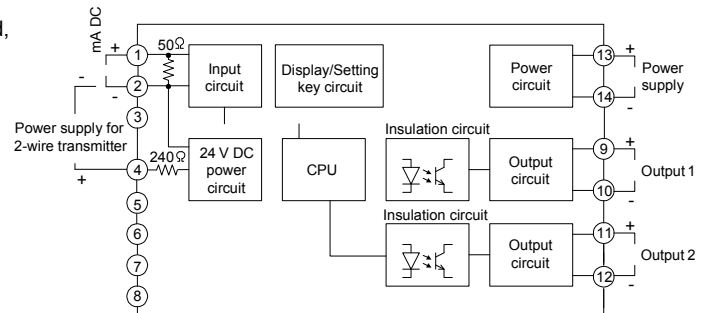 d,
mA DC
+
1
50Ω
Input
circuit
Display/Setting
key circuit
Power
circuit
13
+
Power
supply
14
-
-
2
-
3
Power supply for
2-wire transmitter
+
4
240Ω
24 V DC
power
circuit
CPU
Insulation circuit
Output
circuit
9
+
Output 1
10
-
5
6
7
8
Insulation circuit
Output
circuit
11
+
Output 2
12
-